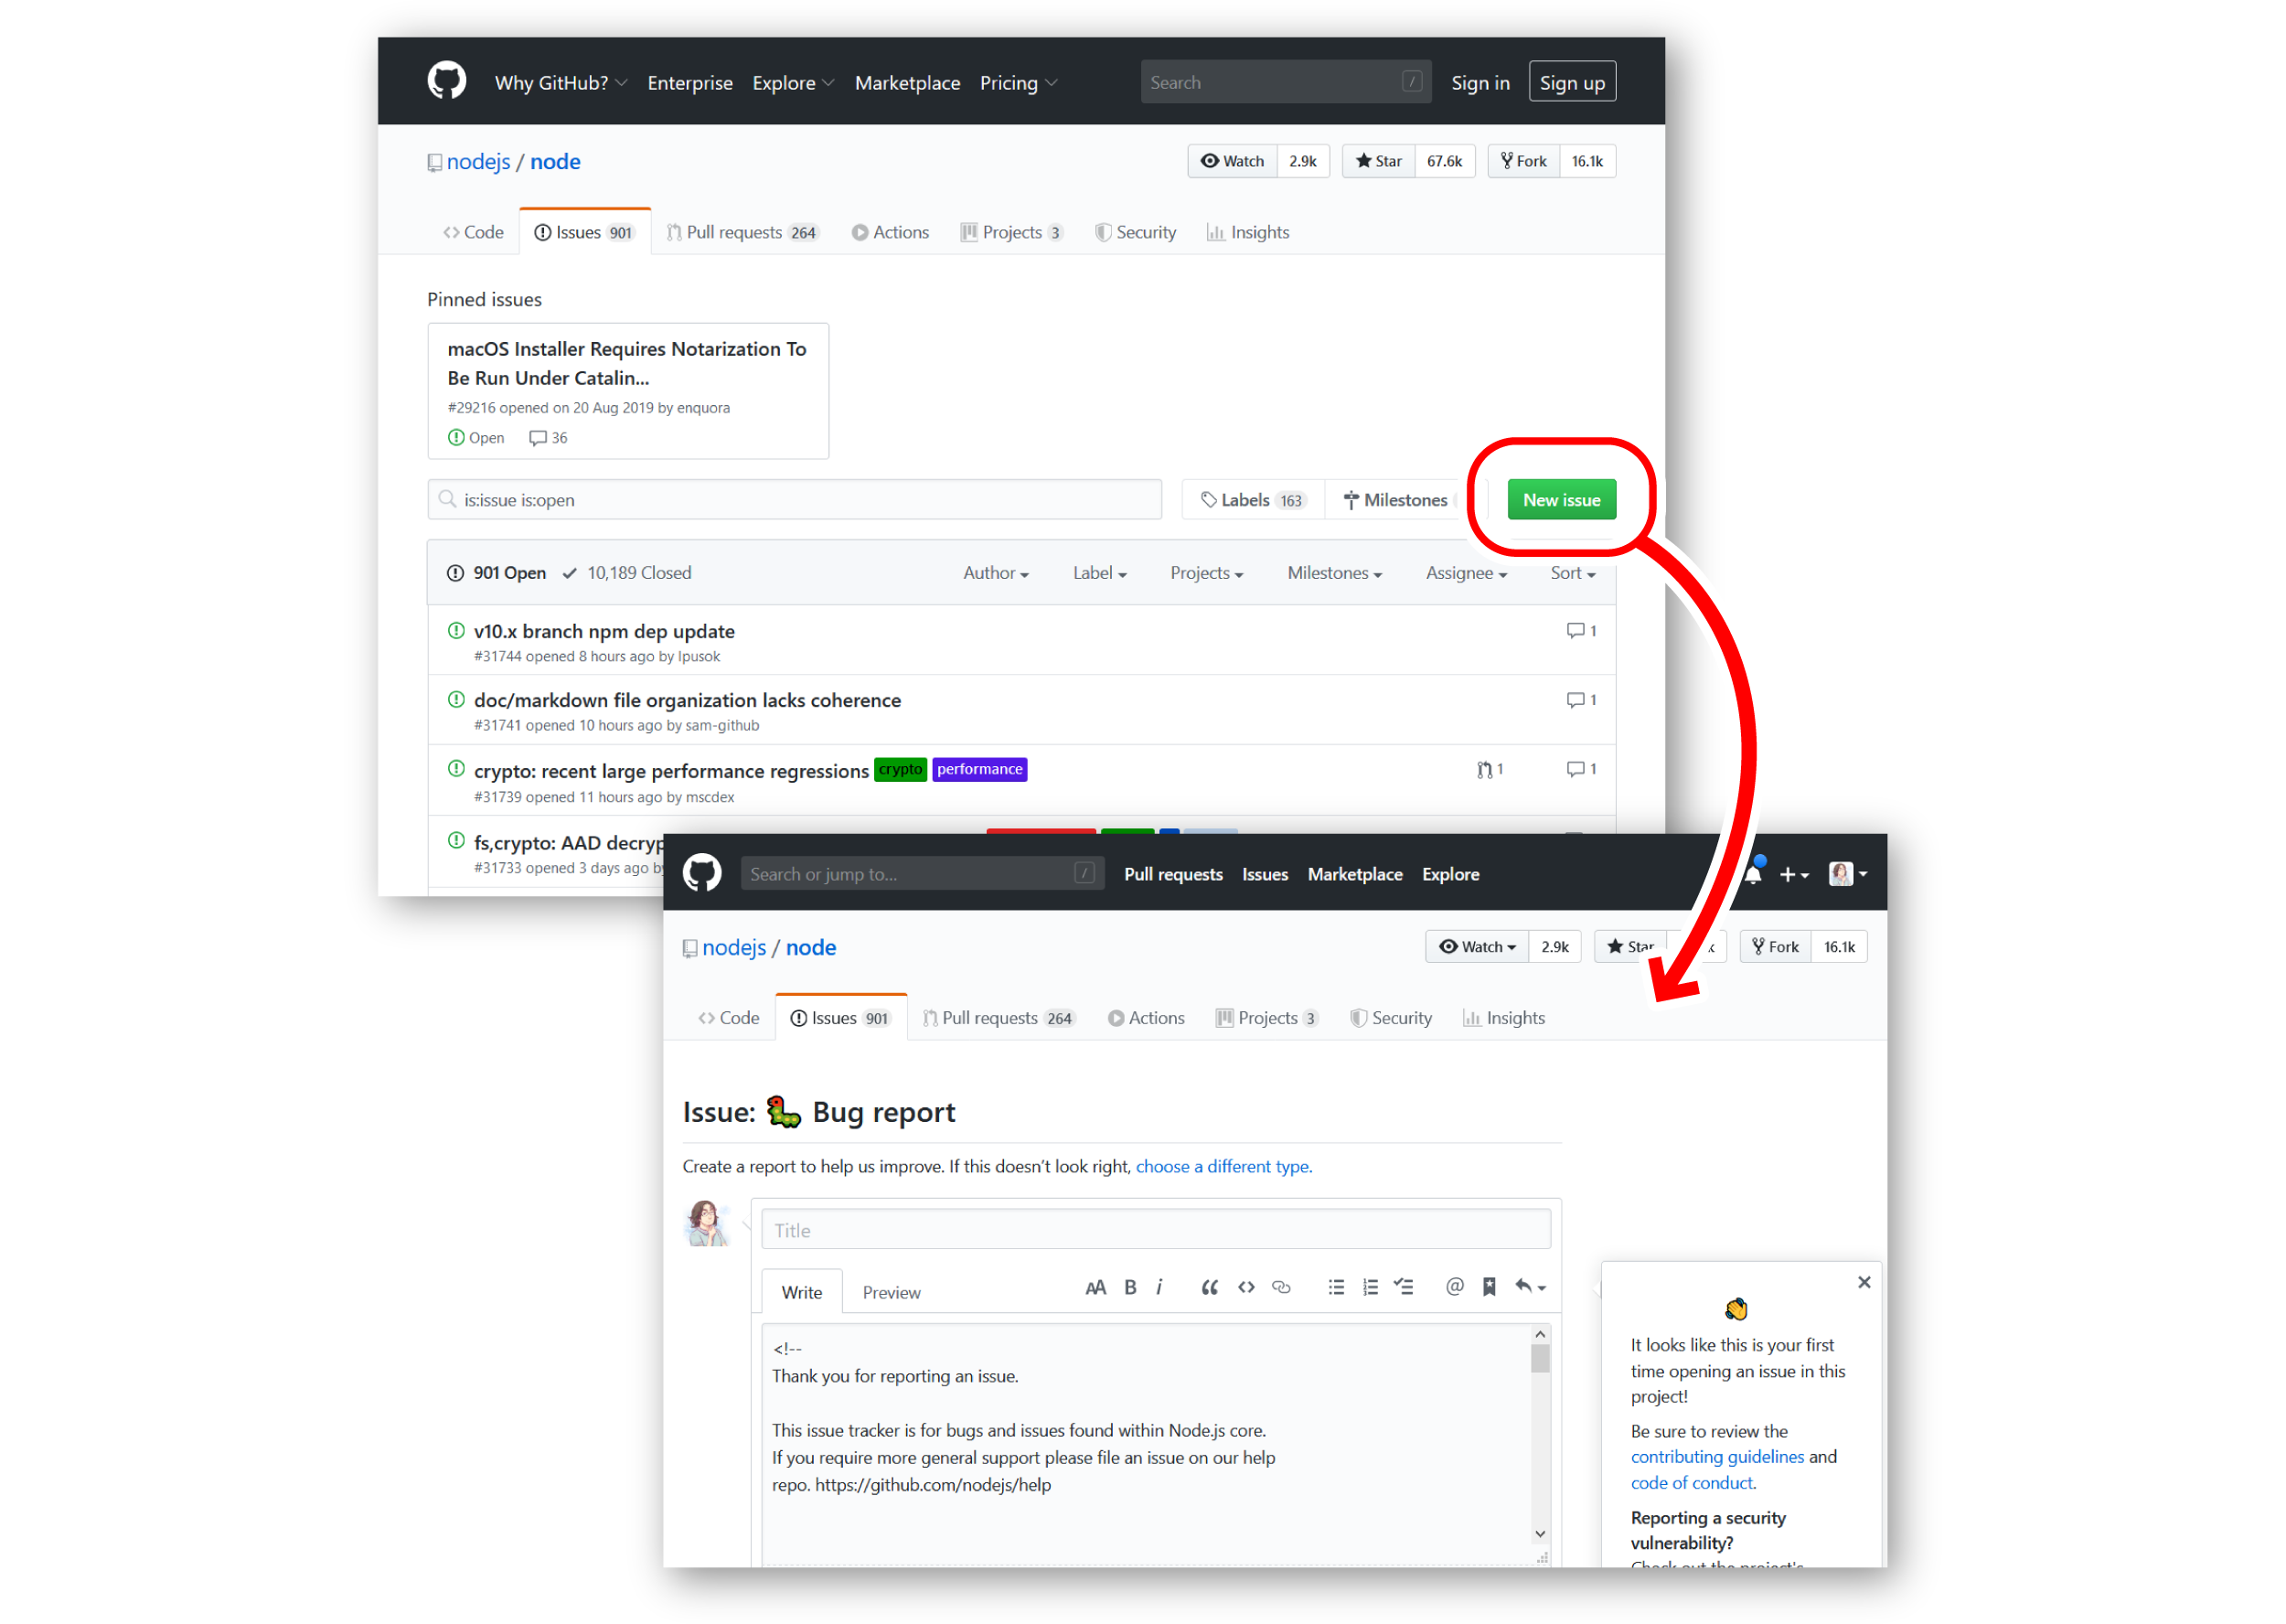 Why GitHub? Enterprise Explore Marketplace Pricing Search / Sign in Sign up
nodejs / node Watch 2.9k Star 67.6k Fork 16.1k
Code Issues 901 Pull requests 264 Actions Projects 3 Security Insights
Pinned issues
macOS Installer Requires Notarization To
Be Run Under Catalin...
#29216 opened on 20 Aug 2019 by enquora
Open 36
is:issue is:open Labels 163 Milestones New issue
901 Open 10,189 Closed Author Label Projects Milestones Assignee Sort
v10.x branch npm dep update 1
#31744 opened 8 hours ago by lpusok
doc/markdown file organization lacks coherence 1
#31741 opened 10 hours ago by sam-github
crypto: recent large performance regressions crypto performance 1 1
#31739 opened 11 hours ago by mscdex
fs,crypto: AAD decryp
#31733 opened 3 days ago by
Search or jump to... / Pull requests Issues Marketplace Explore
nodejs / node Watch 2.9k Star k Fork 16.1k
Code Issues 901 Pull requests 264 Actions Projects 3 Security Insights
Issue: Bug report
Create a report to help us improve. If this doesn’t look right, choose a different type.
Title
Write Preview AA B i @
<!--
Thank you for reporting an issue.
This issue tracker is for bugs and issues found within Node.js core.
If you require more general support please file an issue on our help
repo. https://github.com/nodejs/help
It looks like this is your first
time opening an issue in this
project!
Be sure to review the
contributing guidelines and
code of conduct.
Reporting a security
vulnerability?
Check out the project's